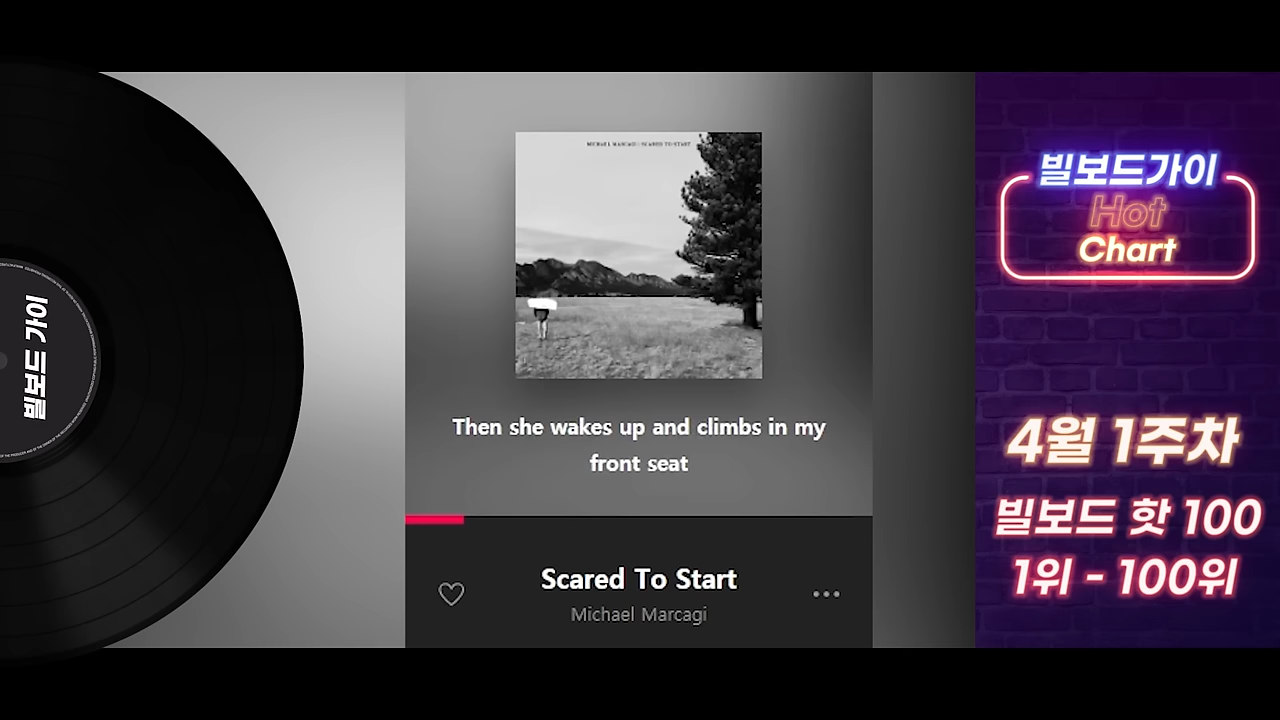 빌보드가이
MICHAEL MARCAGI | SCARED TO START
Then she wakes up and climbs in my
front seat
Scared To Start
Michael Marcagi
빌보드가이
Hot
Chart
4월 1주차
빌보드 핫 100
1위 - 100위